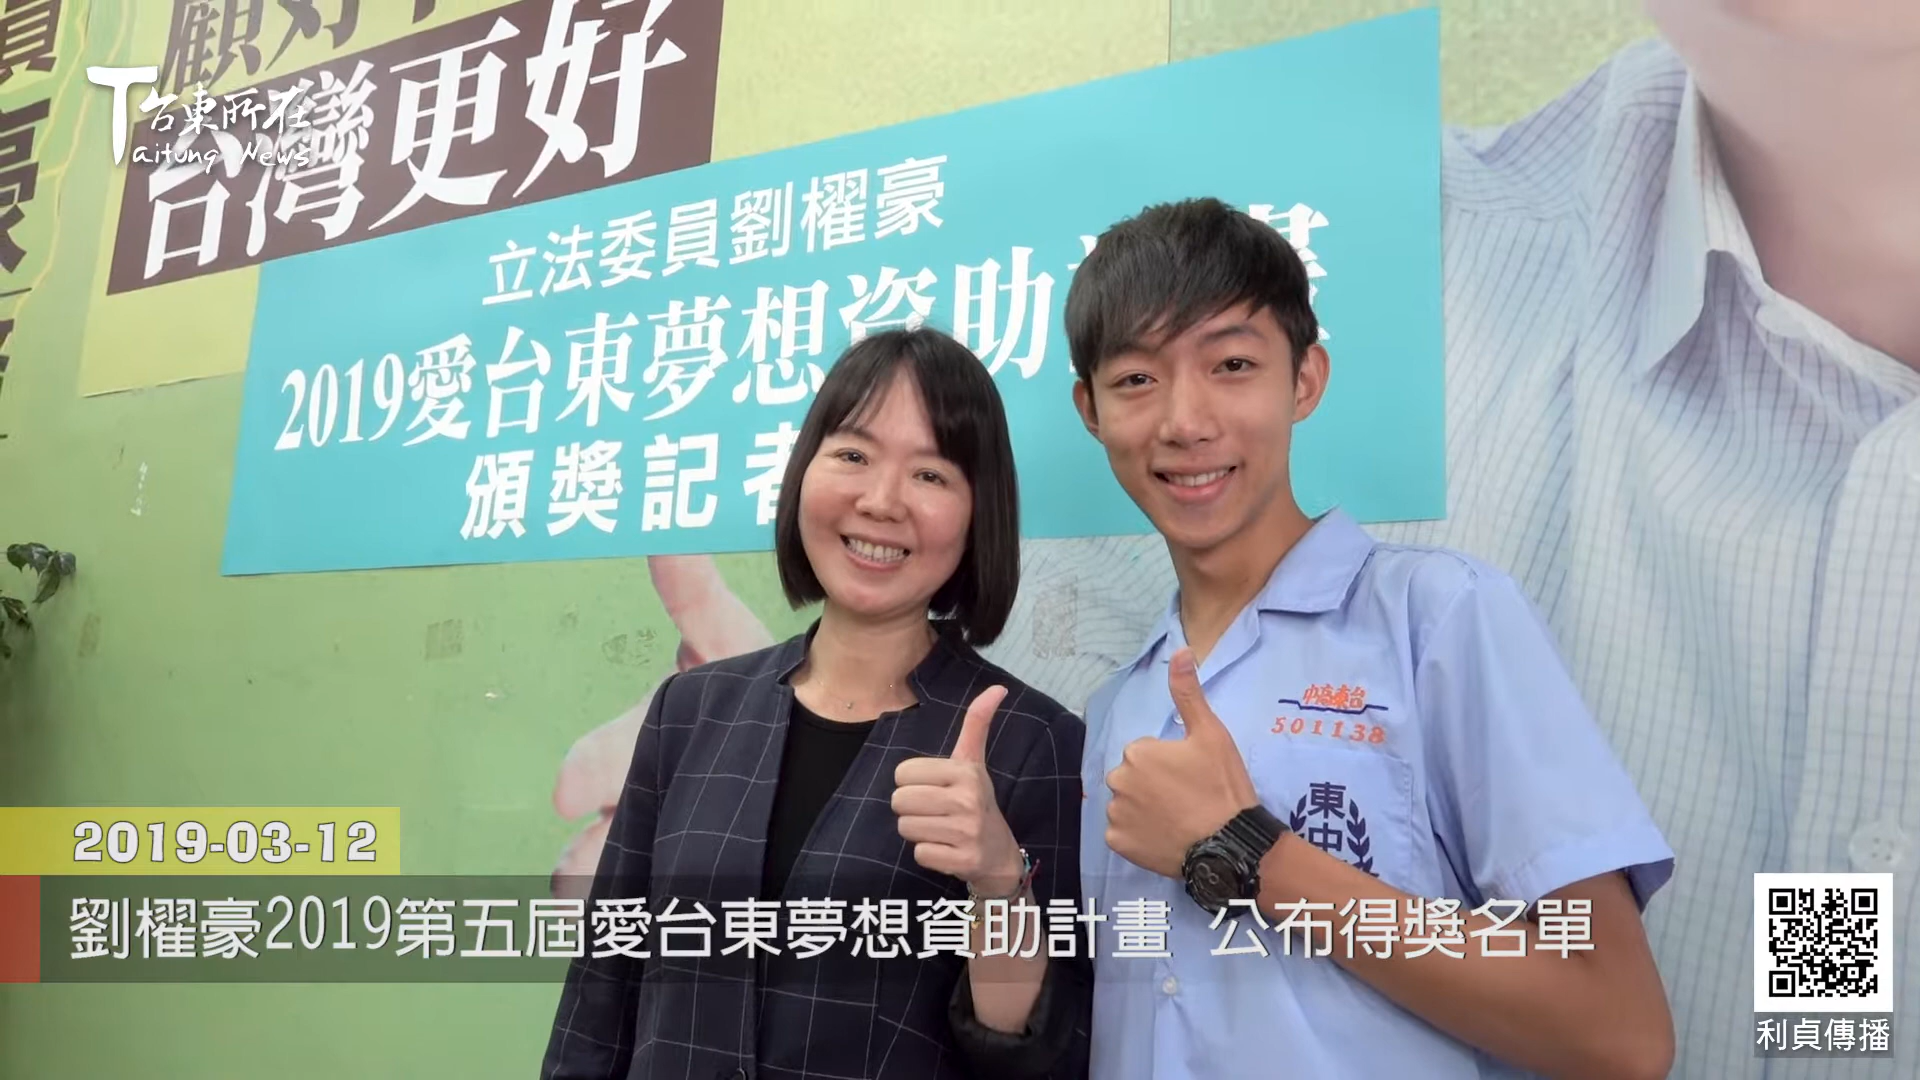 顧好
台灣更好
T台東所在
Taitung News
立法委員劉櫂豪
2019愛台東夢想資助計畫
頒獎記者
中高東台
501138
東中
2019-03-12
劉櫂豪2019第五屆愛台東夢想資助計畫 公布得獎名單
利貞傳播